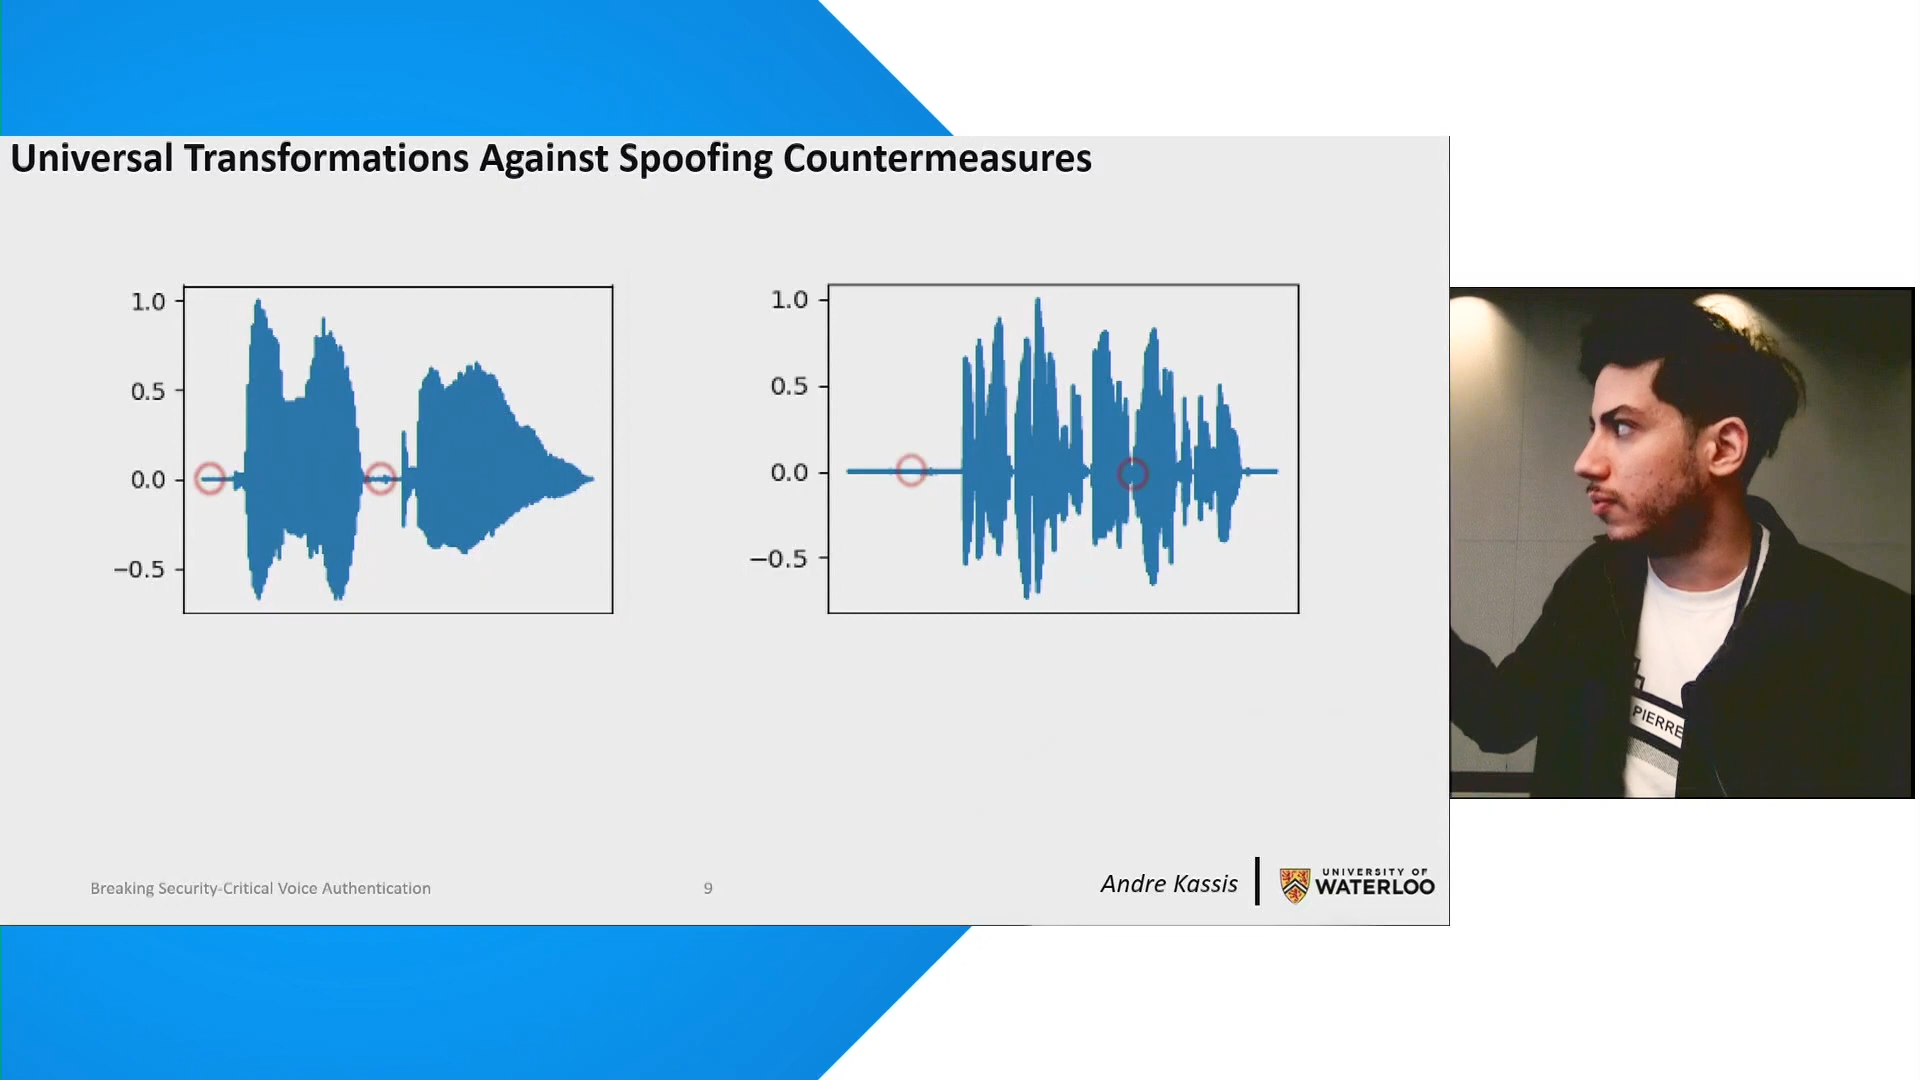 Universal Transformations Against Spoofing Countermeasures
1.0
0.5
0.0
−0.5
1.0
0.5
0.0
−0.5
PIERRE
Breaking Security-Critical Voice Authentication
9
Andre Kassis
UNIVERSITY OF
WATERLOO